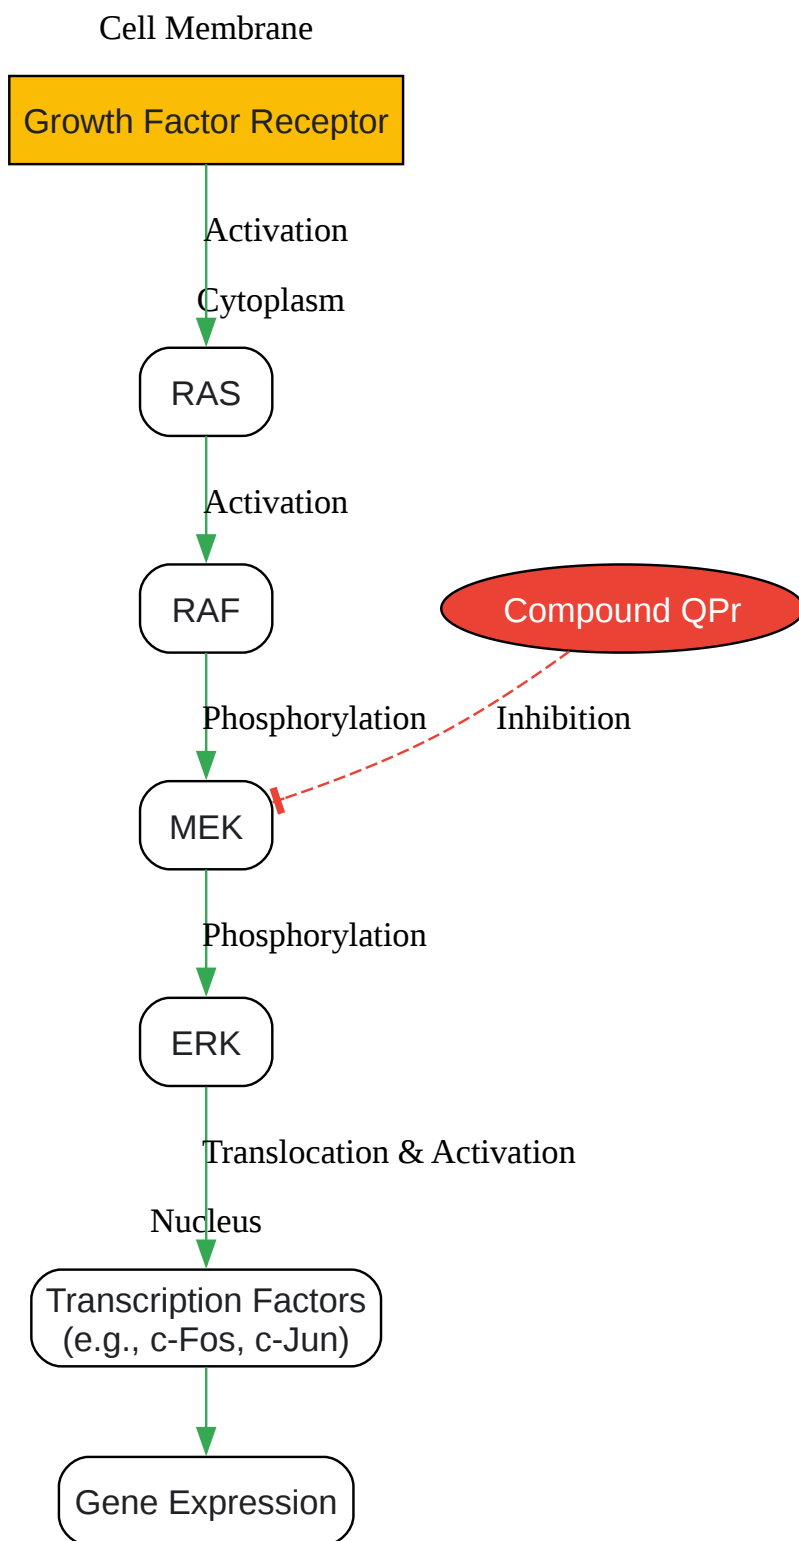 Cell Membrane
Growth Factor Receptor
Activation
Cytoplasm
RAS
Activation
RAF
Compound QPr
Phosphorylation
Inhibition
MEK
Phosphorylation
ERK
Translocation & Activation
Nucleus
Transcription Factors
(e.g., c-Fos, c-Jun)
Gene Expression